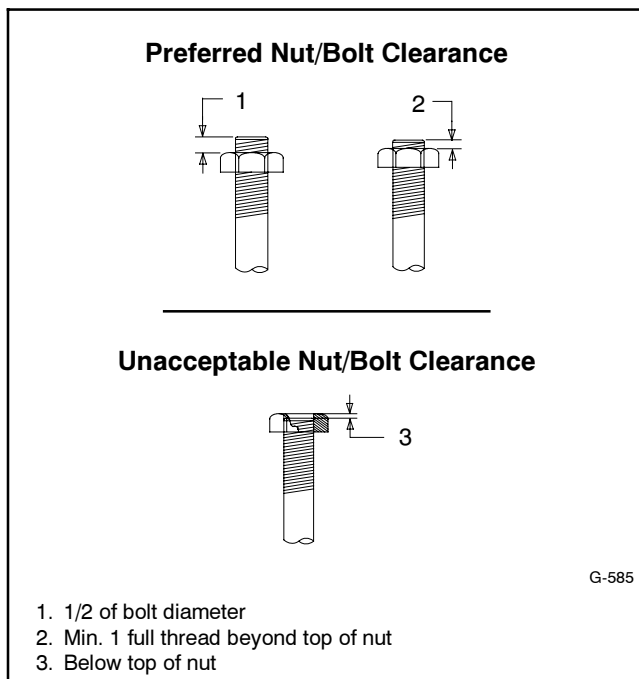 Preferred Nut/Bolt Clearance
1
2
Unacceptable Nut/Bolt Clearance
3
G-585
1. 1/2 of bolt diameter
2. Min. 1 full thread beyond top of nut
3. Below top of nut